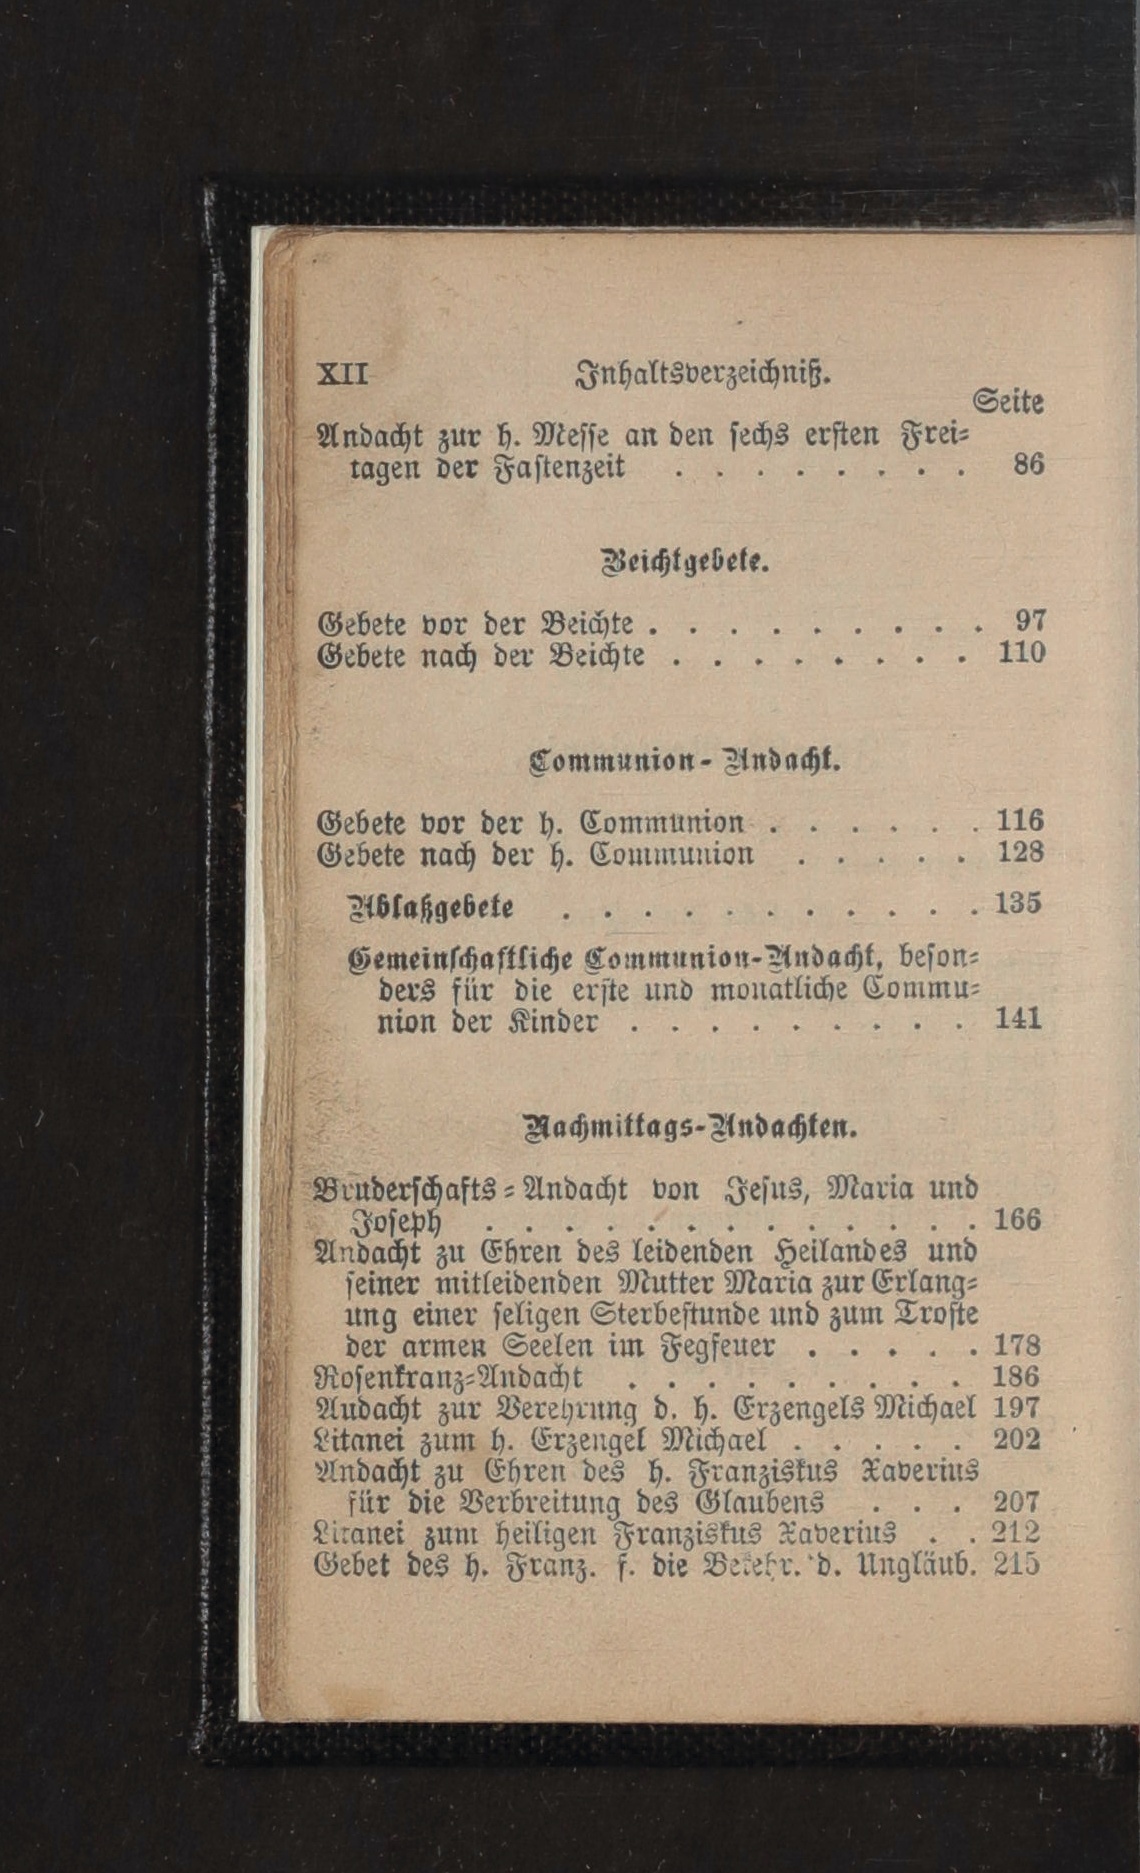 XII Inhaltsverzeichniß.
Seite
Andacht zur h. Messe an den sechs ersten Frei-
tagen der Fastenzeit . . . . . . . . 86
Beichtgebete.
Gebete vor der Beichte . . . . . . . . . 97
Gebete nach der Beichte . . . . . . . . 110
Communion-Andacht.
Gebete vor der h. Communion . . . . . . 116
Gebete nach der h. Communion . . . . . 128
Ablaßgebete . . . . . . . . . . . 135
Gemeinschaftliche Communion-Andacht, beson-
ders für die erste und monatliche Commu-
nion der Kinder . . . . . . . . . 141
Nachmittags-Andachten.
Bruderschafts-Andacht von Jesus, Maria und
Joseph . . . . . . . . . . . . . 166
Andacht zu Ehren des leidenden Heilandes und
seiner mitleidenden Mutter Maria zur Erlang-
ung einer seligen Sterbestunde und zum Troste
der armen Seelen im Fegfeuer . . . . . 178
Rosenkranz-Andacht . . . . . . . . . 186
Andacht zur Verehrung d. h. Erzengels Michael 197
Litanei zum h. Erzengel Michael . . . . . 202
Andacht zu Ehren des h. Franziskus Xaverius
für die Verbreitung des Glaubens . . . 207
Litanei zum heiligen Franziskus Xaverius . . 212
Gebet des h. Franz. f. die Bekehr. d. Ungläub. 215